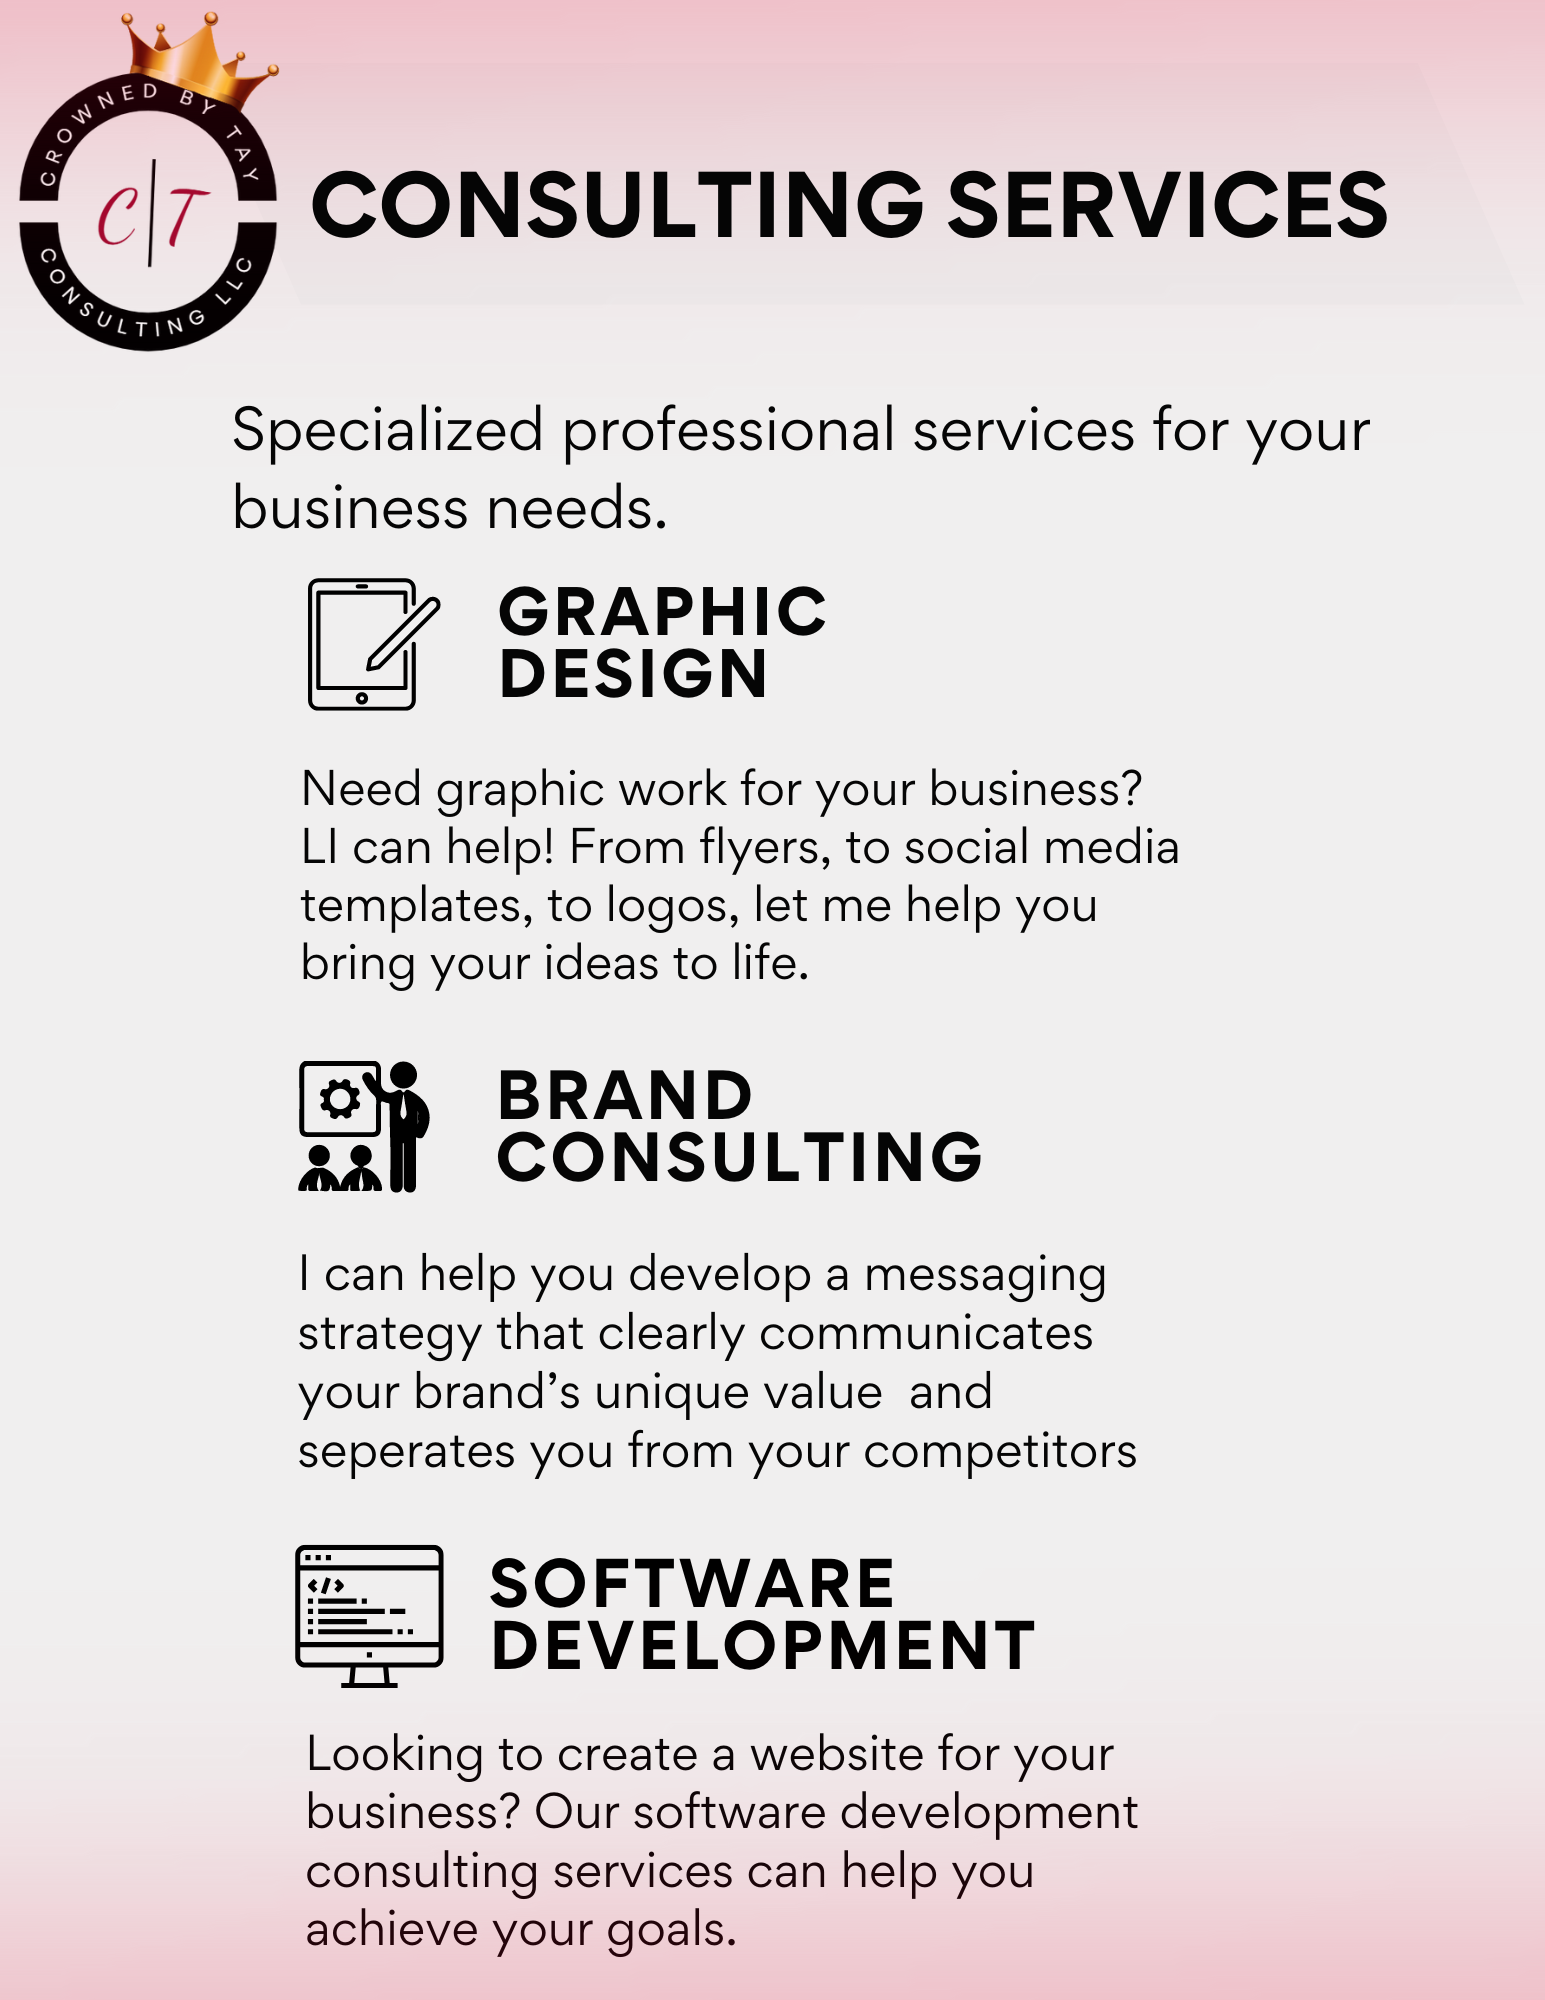 CROWNED BY TAY
C|T
CONSULTING LLC
CONSULTING SERVICES
Specialized professional services for your
business needs.
GRAPHIC
DESIGN
Need graphic work for your business?
LI can help! From flyers, to social media
templates, to logos, let me help you
bring your ideas to life.
BRAND
CONSULTING
I can help you develop a messaging
strategy that clearly communicates
your brand’s unique value  and
seperates you from your competitors
</>
SOFTWARE
DEVELOPMENT
Looking to create a website for your
business? Our software development
consulting services can help you
achieve your goals.